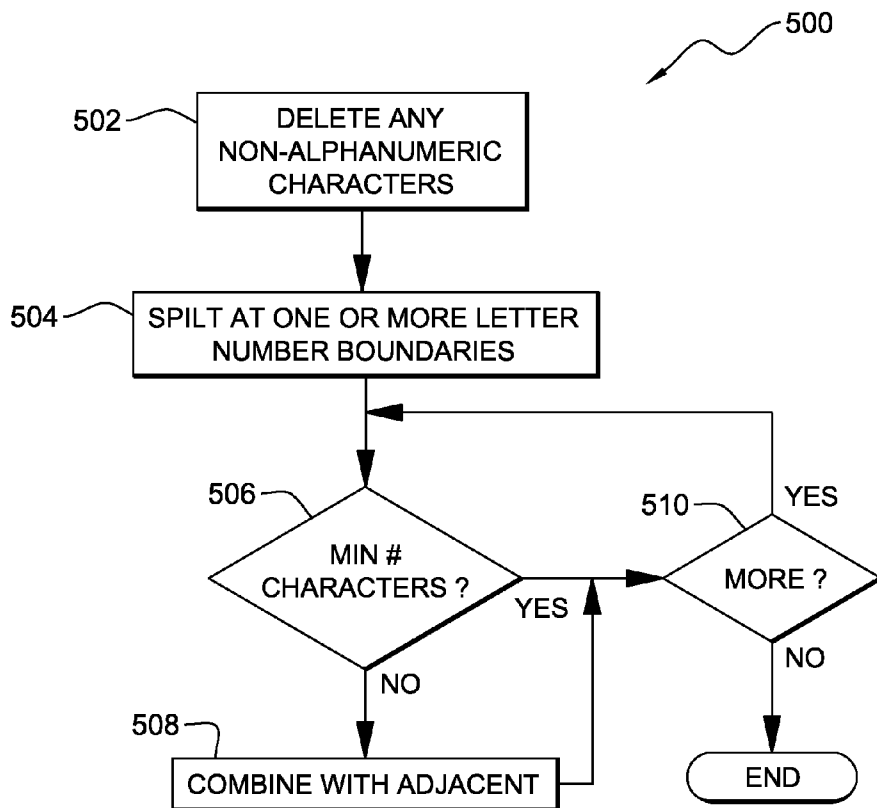 500
502
DELETE ANY
NON-ALPHANUMERIC
CHARACTERS
504
SPILT AT ONE OR MORE LETTER
NUMBER BOUNDARIES
506
MIN #
CHARACTERS ?
YES
NO
510
MORE ?
YES
NO
508
COMBINE WITH ADJACENT
END